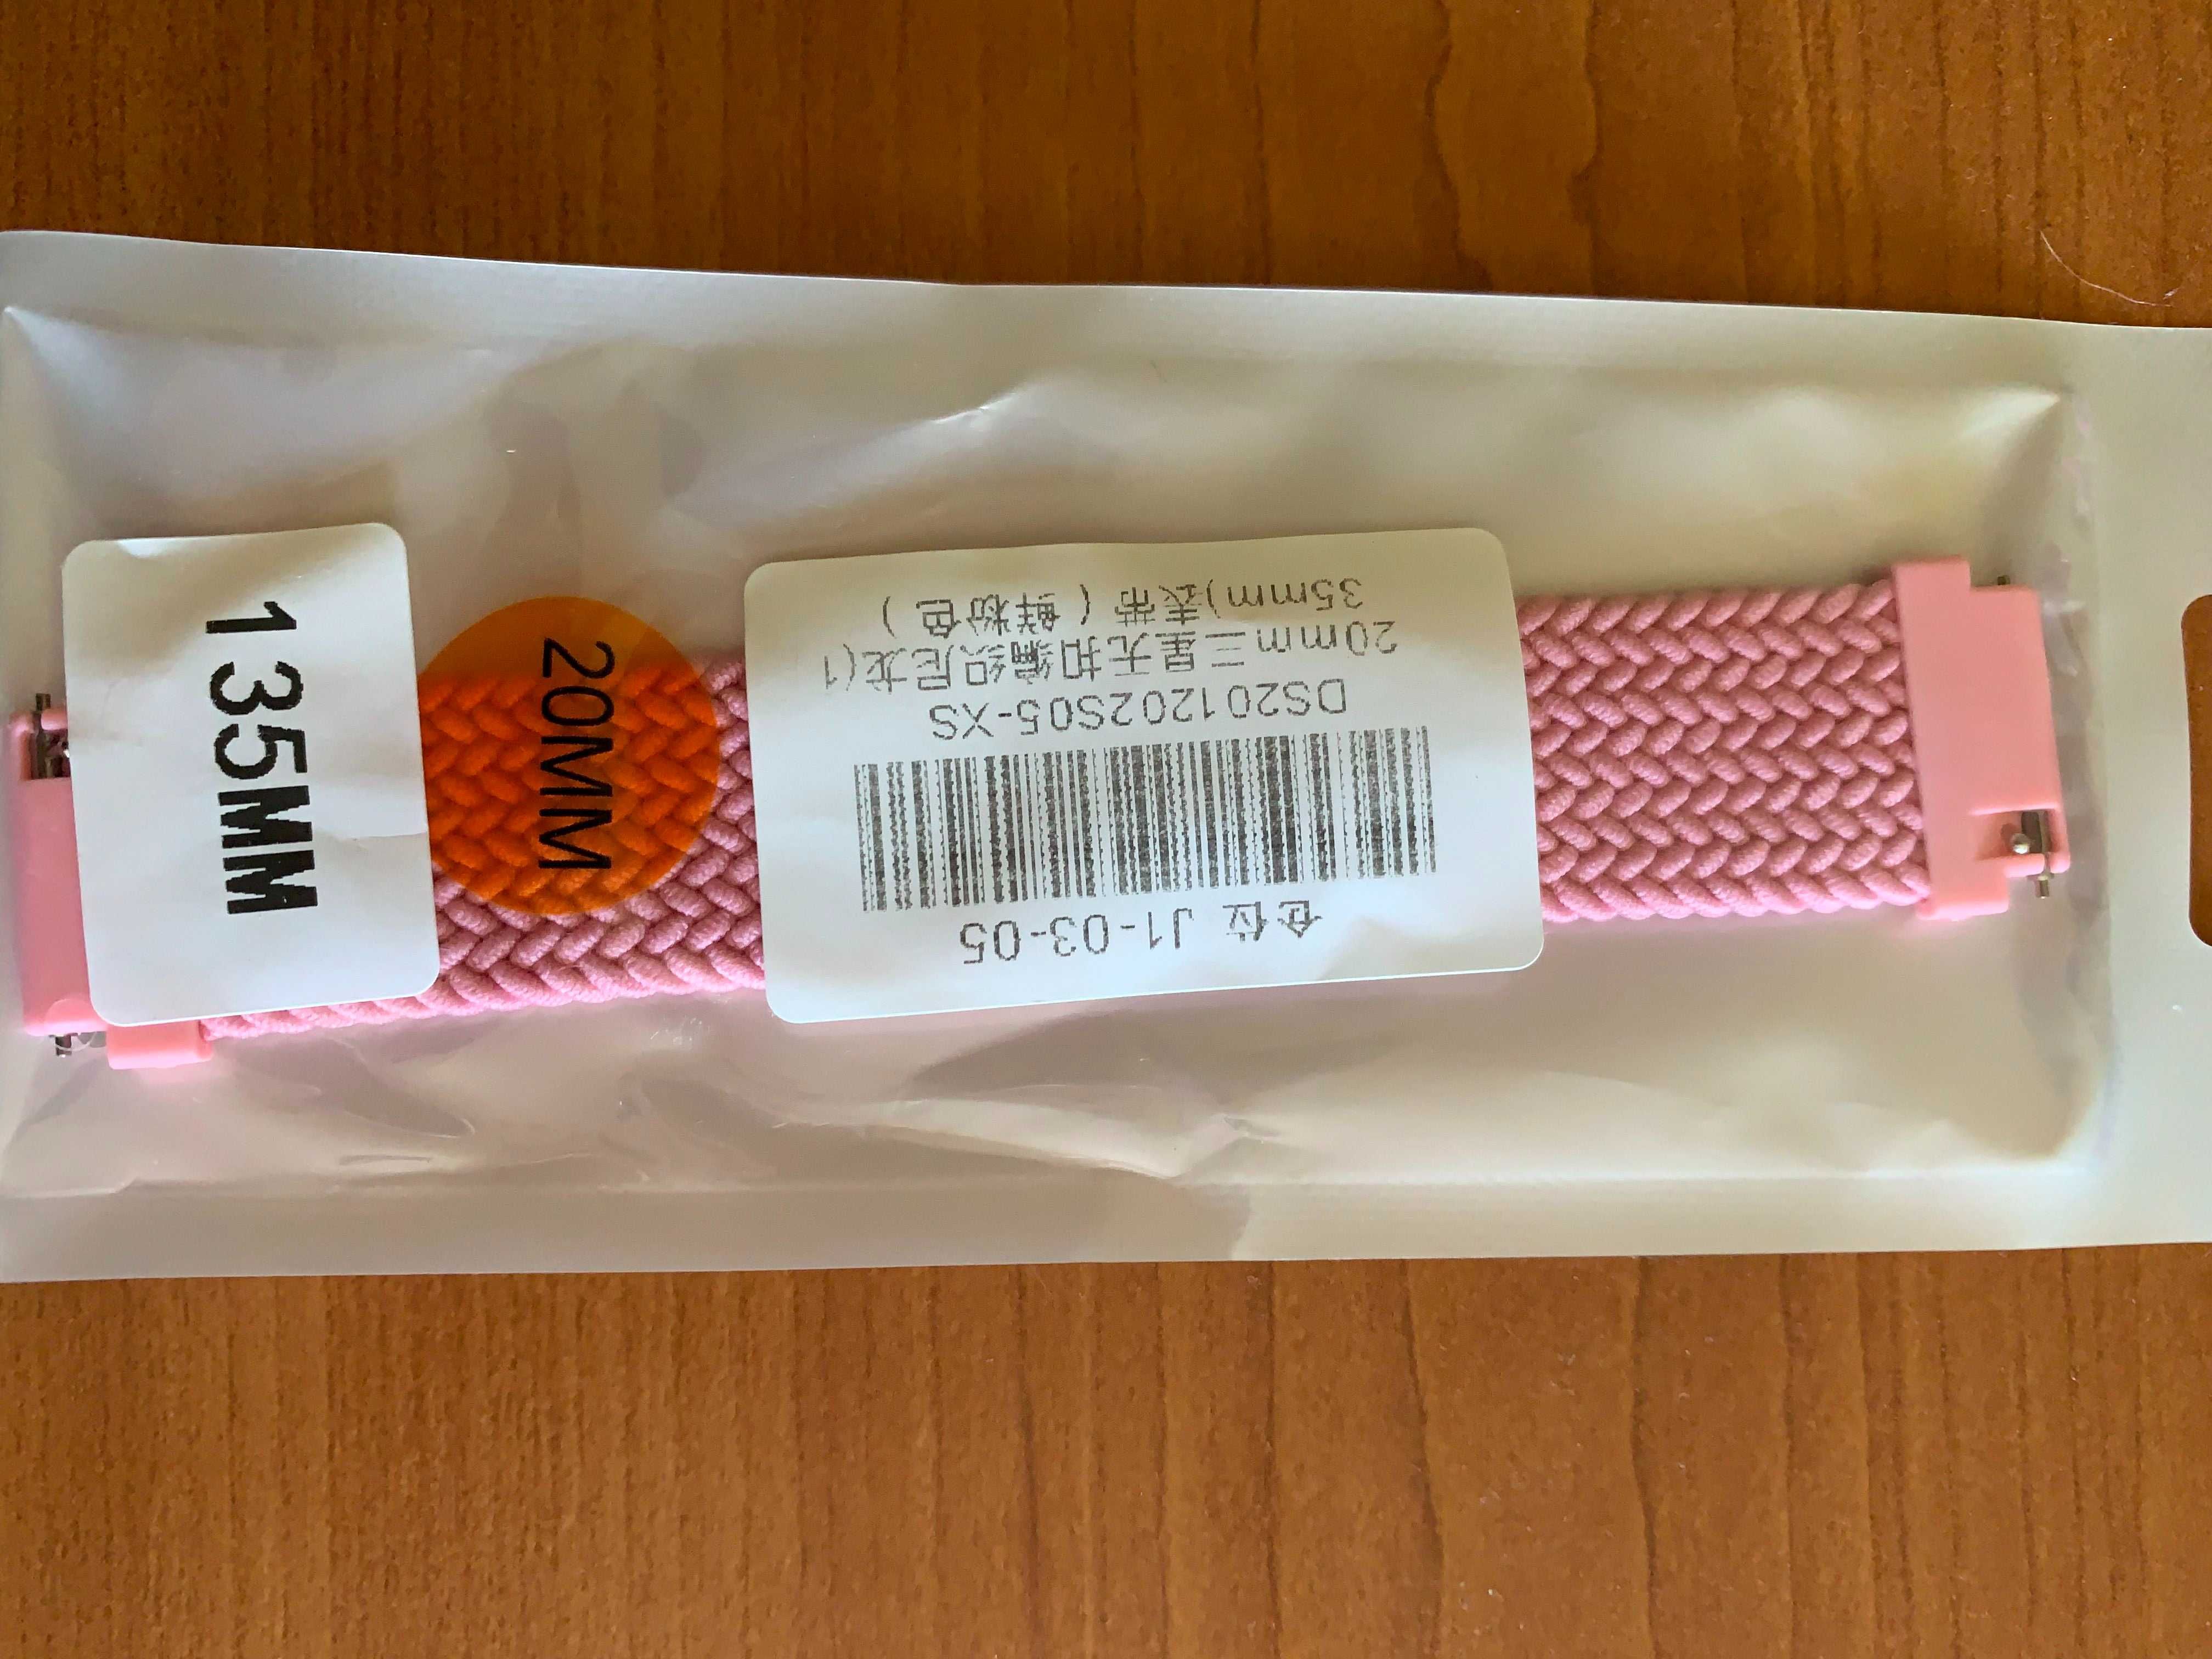 135MM
20MM
仓位 J1-03-05
DS201202S05-XS
20mm三星无扣编织尼龙(1
35mm)表带(鲜粉色)